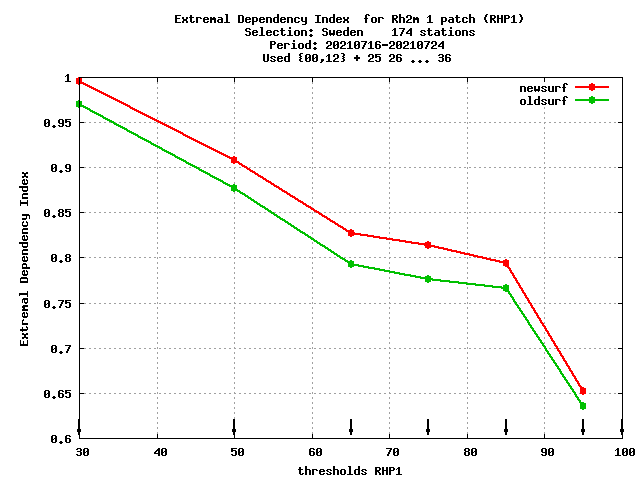 Extremal Dependency Index  for Rh2m 1 patch (RHP1)
Selection: Sweden    174 stations
Period: 20210716-20210724
Used {00,12} + 25 26 ... 36
newsurf
oldsurf
1
0.95
0.9
0.85
0.8
0.75
0.7
0.65
0.6
Extremal Dependency Index
30 40 50 60 70 80 90 100
thresholds RHP1